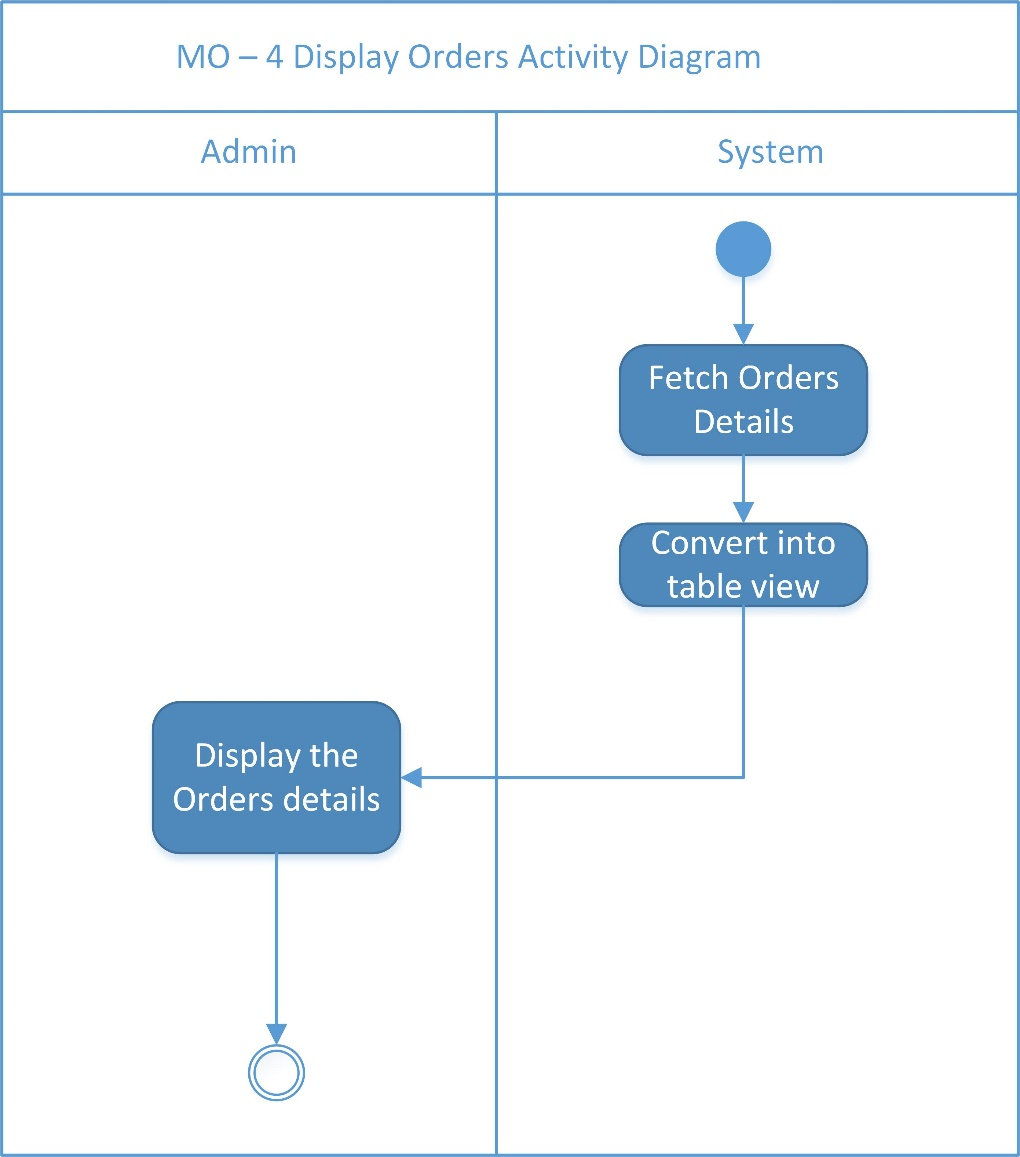 MO – 4 Display Orders Activity Diagram
Admin
System
Fetch Orders
Details
Convert into
table view
Display the
Orders details